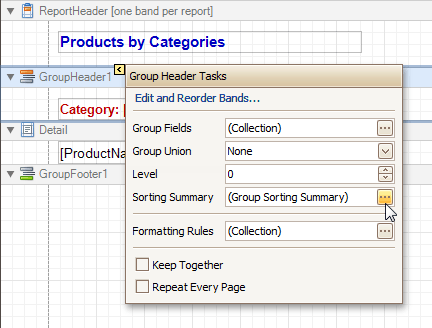 ReportHeader [one band per report]
Products by Categories
GroupHeader1
Category: [
Detail
[ProductNa
GroupFooter1
Group Header Tasks
Edit and Reorder Bands...
Group Fields (Collection)
Group Union None
Level 0
Sorting Summary (Group Sorting Summary)
Formatting Rules (Collection)
Keep Together
Repeat Every Page